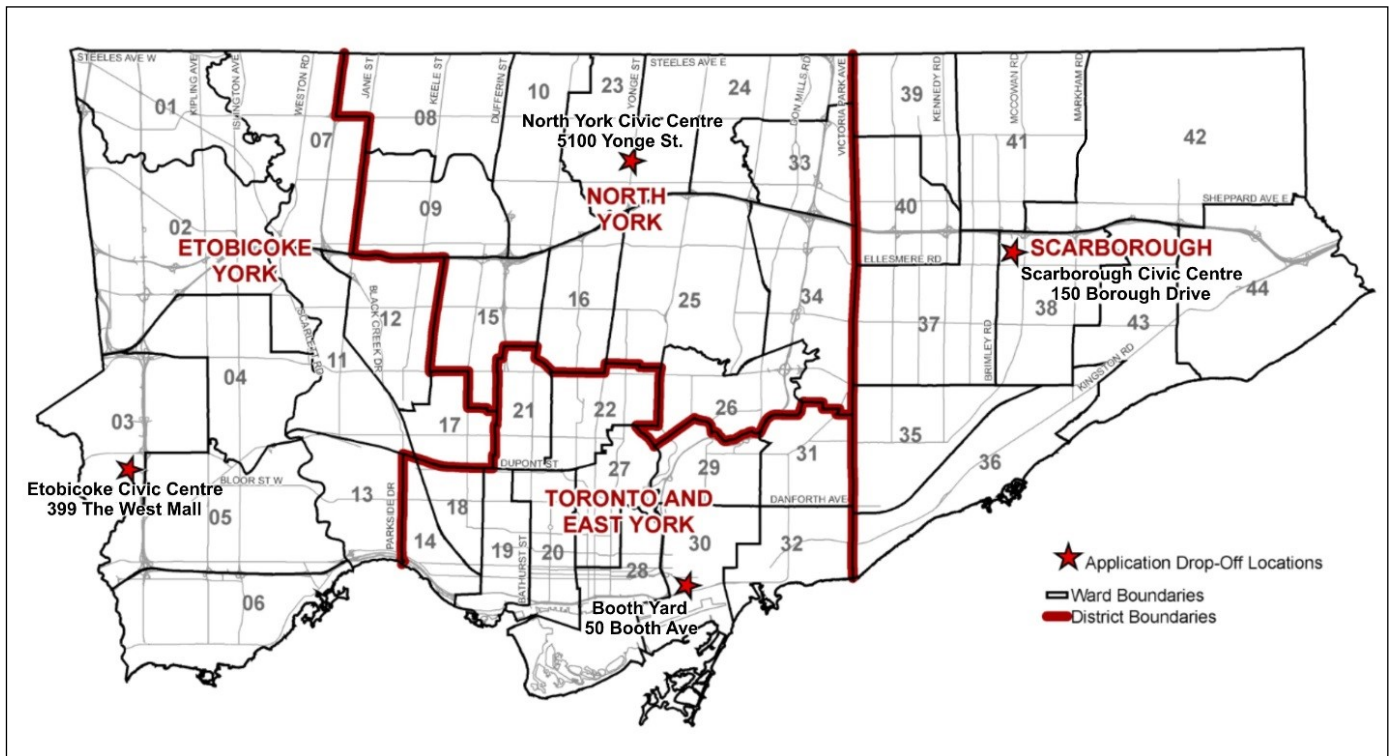 STEELES AVE W
KIPLING AVE
ISLINGTON AVE
WESTON RD
JANE ST
KEELE ST
DUFFERIN ST
YONGE ST
STEELES AVE E
DON MILLS RD
VICTORIA PARK AVE
KENNEDY RD
MCCOWAN RD
MARKHAM RD
01
07
08
10
23
24
39
41
42
North York Civic Centre
5100 Yonge St.
33
NORTH
YORK
09
40
SHEPPARD AVE E
02
ETOBICOKE
YORK
ELLESMERE RD
SCARBOROUGH
Scarborough Civic Centre
150 Borough Drive
44
12
BLACK CREEK DR
15
16
25
34
37
BRIMLEY RD
38
43
SCARLETT RD
11
04
KINGSTON RD
03
17
21
22
26
35
36
31
DUPONT ST
27
29
Etobicoke Civic Centre
399 The West Mall
BLOOR ST W
05
13
PARKSIDE DR
18
TORONTO AND
EAST YORK
DANFORTH AVE
14
19
BATHURST ST
20
28
30
32
06
Booth Yard
50 Booth Ave
Application Drop-Off Locations
Ward Boundaries
District Boundaries